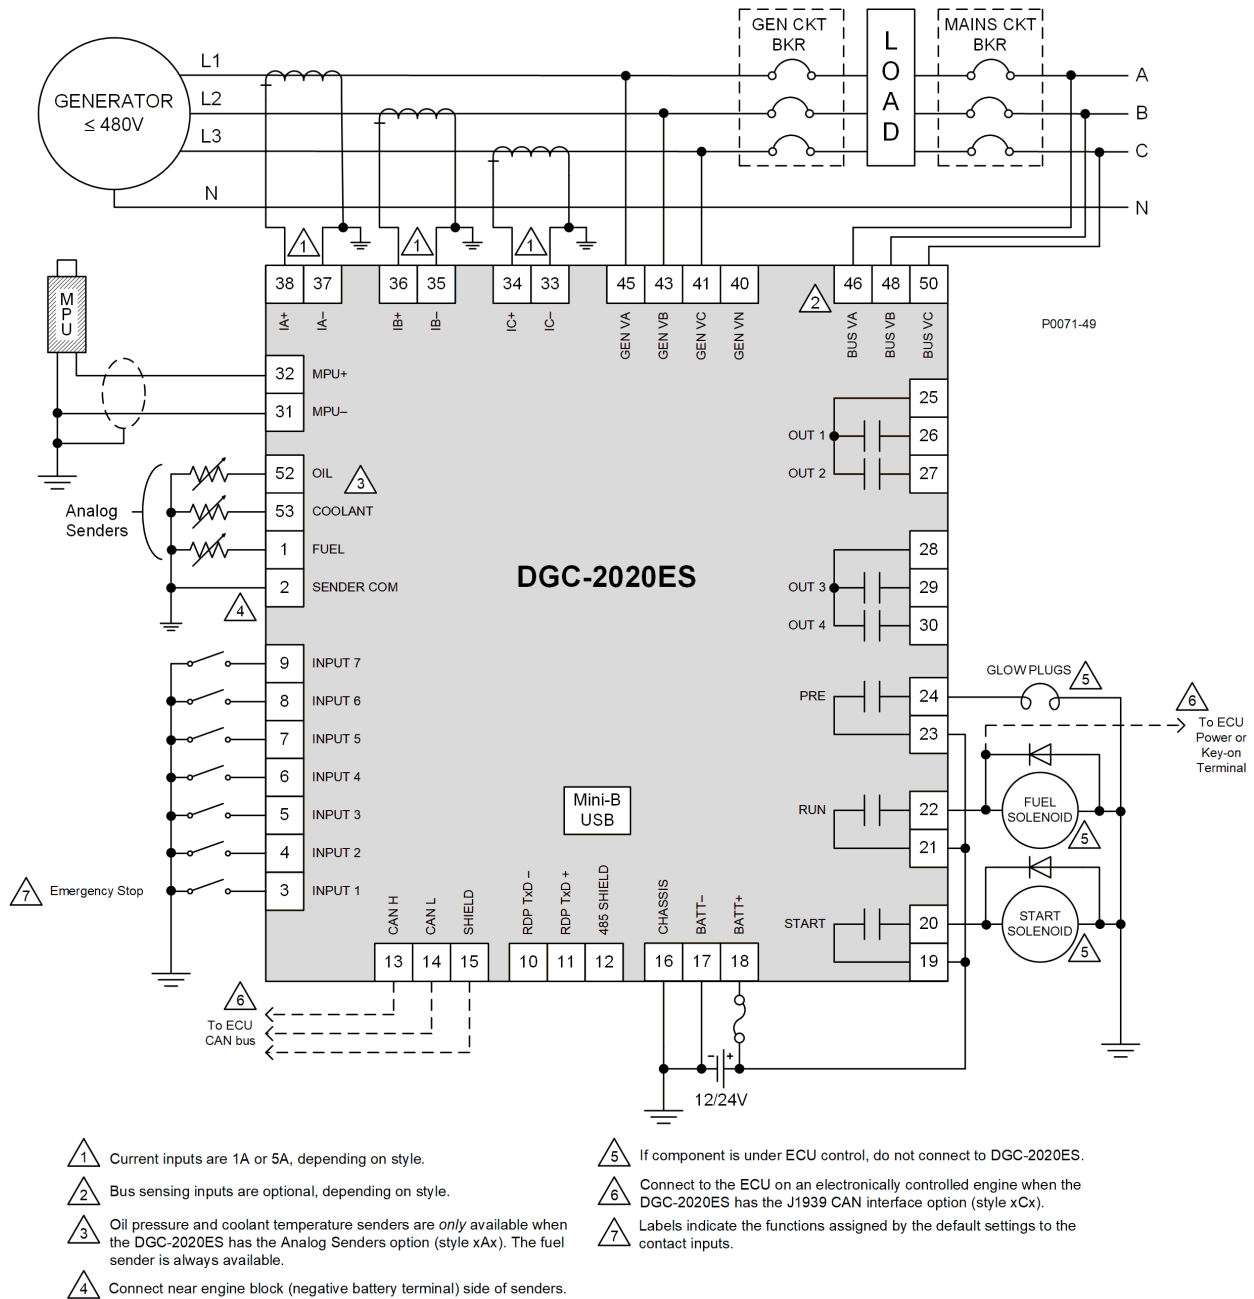 GEN CKT
BKR
LOAD
MAINS CKT
BKR
GENERATOR
≤ 480V
L1
L2
L3
N
A
B
C
N
1
1
1
38
37
36
35
34
33
45
43
41
40
2
46
48
50
IA+
IA–
IB+
IB–
IC+
IC–
GEN VA
GEN VB
GEN VC
GEN VN
BUS VA
BUS VB
BUS VC
P0071-49
MPU
32
MPU+
31
MPU–
52
OIL
3
53
COOLANT
1
FUEL
2
SENDER COM
4
Analog
Senders
DGC-2020ES
25
OUT 1
26
OUT 2
27
28
OUT 3
29
OUT 4
30
9
INPUT 7
8
INPUT 6
7
INPUT 5
6
INPUT 4
5
INPUT 3
4
INPUT 2
3
INPUT 1
7
Emergency Stop
PRE
24
23
GLOW PLUGS
5
6
To ECU
Power or
Key-on
Terminal
RUN
22
21
FUEL
SOLENOID
5
START
20
19
START
SOLENOID
5
Mini-B
USB
CAN H
CAN L
SHIELD
RDP TxD –
RDP TxD +
485 SHIELD
CHASSIS
BATT–
BATT+
13
14
15
10
11
12
16
17
18
6
To ECU
CAN bus
– +
12/24V
1
Current inputs are 1A or 5A, depending on style.
2
Bus sensing inputs are optional, depending on style.
3
Oil pressure and coolant temperature senders are only available when
the DGC-2020ES has the Analog Senders option (style xAx). The fuel
sender is always available.
4
Connect near engine block (negative battery terminal) side of senders.
5
If component is under ECU control, do not connect to DGC-2020ES.
6
Connect to the ECU on an electronically controlled engine when the
DGC-2020ES has the J1939 CAN interface option (style xCx).
7
Labels indicate the functions assigned by the default settings to the
contact inputs.